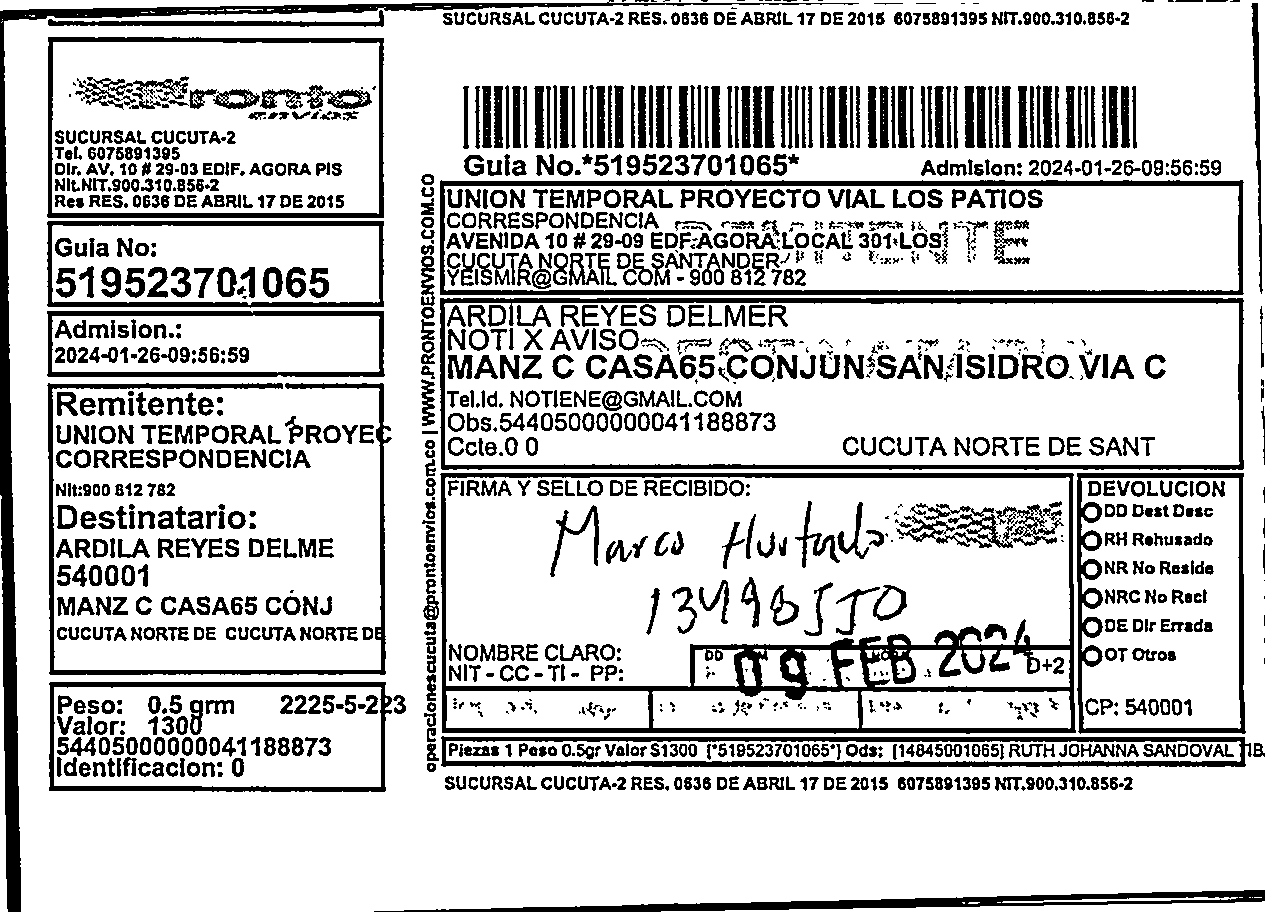 SUCURSAL CUCUTA-2 RES. 0636 DE ABRIL 17 DE 2015 6075891395 NIT.900.310.856-2
Pronto
envios
SUCURSAL CUCUTA-2
Tel. 6075891395
Dir. AV. 10 # 29-03 EDIF. AGORA PIS
Nit.NIT.900.310.856-2
Res RES. 0636 DE ABRIL 17 DE 2015
Guia No:
519523701065
Admision.:
2024-01-26-09:56:59
Remitente:
UNION TEMPORAL PROYEC
CORRESPONDENCIA
Nit:900 812 782
Destinatario:
ARDILA REYES DELME
540001
MANZ C CASA65 CONJ
CUCUTA NORTE DE CUCUTA NORTE DE
Peso: 0.5 grm 2225-5-223
Valor: 1300
54405000000041188873
Identificacion: 0
operacionescucuta@prontoenvios.com.co | WWW.PRONTOENVIOS.COM.CO
Guia No.*519523701065* Admision: 2024-01-26-09:56:59
UNION TEMPORAL PROYECTO VIAL LOS PATIOS
CORRESPONDENCIA
AVENIDA 10 # 29-09 EDF.AGORA LOCAL 301 LOS
CUCUTA NORTE DE SANTANDER
YEISMIR@GMAIL COM - 900 812 782
ARDILA REYES DELMER
NOTI X AVISO
MANZ C CASA65 CONJUN SAN ISIDRO VIA C
Tel.Id. NOTIENE@GMAIL.COM
Obs.54405000000041188873
Ccte.0 0 CUCUTA NORTE DE SANT
FIRMA Y SELLO DE RECIBIDO:
Marco Hurtado
13498550
NOMBRE CLARO:
NIT - CC - TI - PP:
DD
09 FEB 2024
D+2
DEVOLUCION
DD Dest Desc
RH Rehusado
NR No Reside
NRC No Recl
DE Dir Errada
OT Otros
CP: 540001
Piezas 1 Peso 0.5gr Valor $1300 [*519523701065*] Ods: [14845001065] RUTH JOHANNA SANDOVAL TIB
SUCURSAL CUCUTA-2 RES. 0636 DE ABRIL 17 DE 2015 6075891395 NIT.900.310.856-2